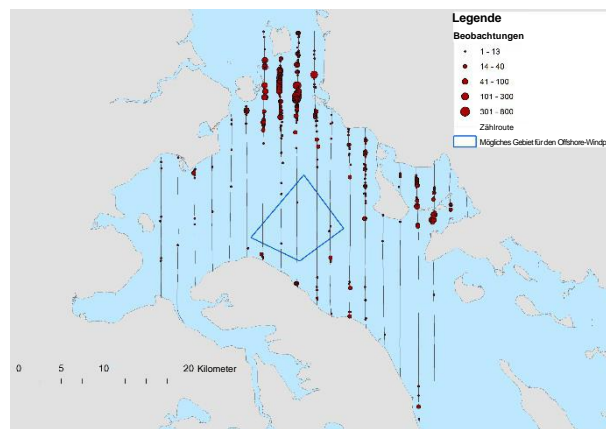 Legende
Beobachtungen
1 - 13
14 - 40
41 - 100
101 - 300
301 - 800
Zählroute
Mögliches Gebiet für den Offshore-Windp
0 5 10 20 Kilometer